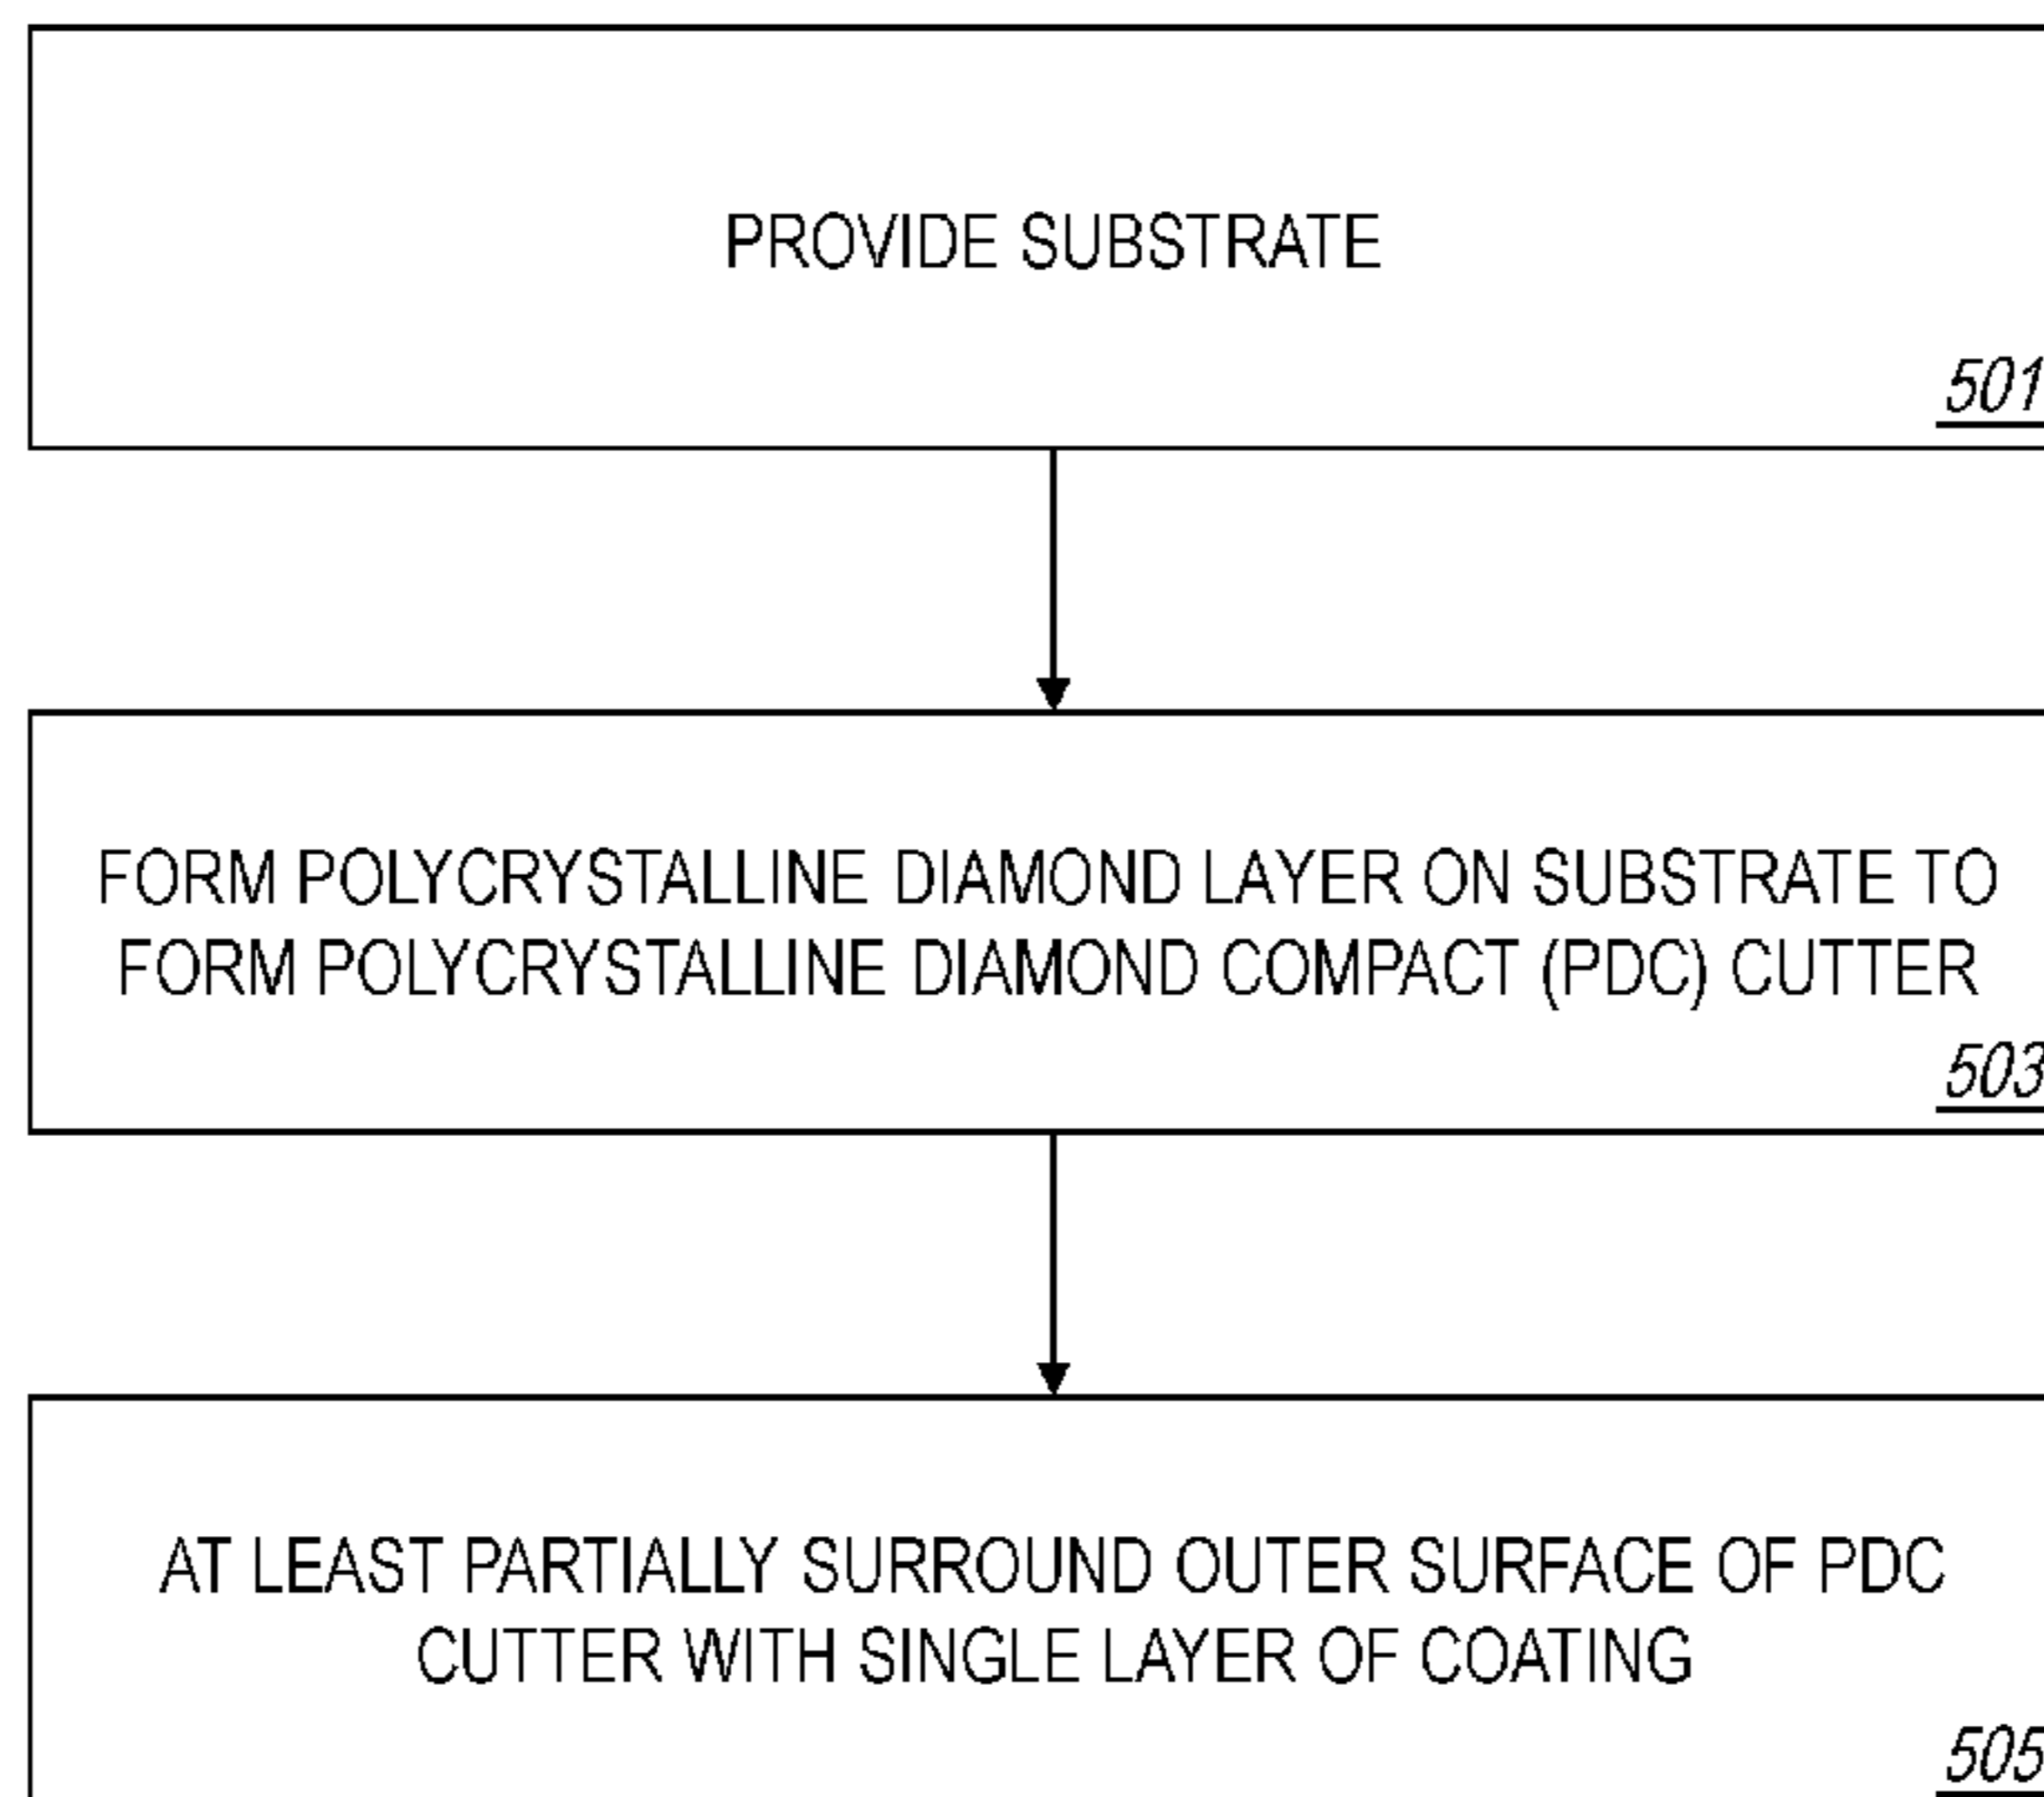 PROVIDE SUBSTRATE
501
FORM POLYCRYSTALLINE DIAMOND LAYER ON SUBSTRATE TO
FORM POLYCRYSTALLINE DIAMOND COMPACT (PDC) CUTTER
503
AT LEAST PARTIALLY SURROUND OUTER SURFACE OF PDC
CUTTER WITH SINGLE LAYER OF COATING
505